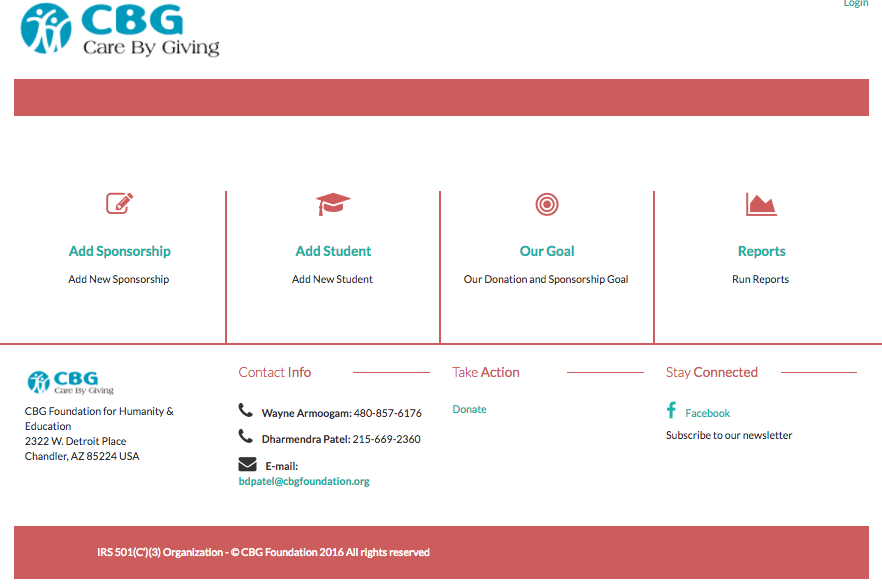 Login
CBG
Care By Giving
Add Sponsorship
Add New Sponsorship
Add Student
Add New Student
Our Goal
Our Donation and Sponsorship Goal
Reports
Run Reports
CBG
Care By Giving
CBG Foundation for Humanity &
Education
2322 W. Detroit Place
Chandler, AZ 85224 USA
Contact Info
Wayne Armoogam: 480-857-6176
Dharmendra Patel: 215-669-2360
E-mail:
bdpatel@cbgfoundation.org
Take Action
Donate
Stay Connected
Facebook
Subscribe to our newsletter
IRS 501(C')(3) Organization - © CBG Foundation 2016 All rights reserved